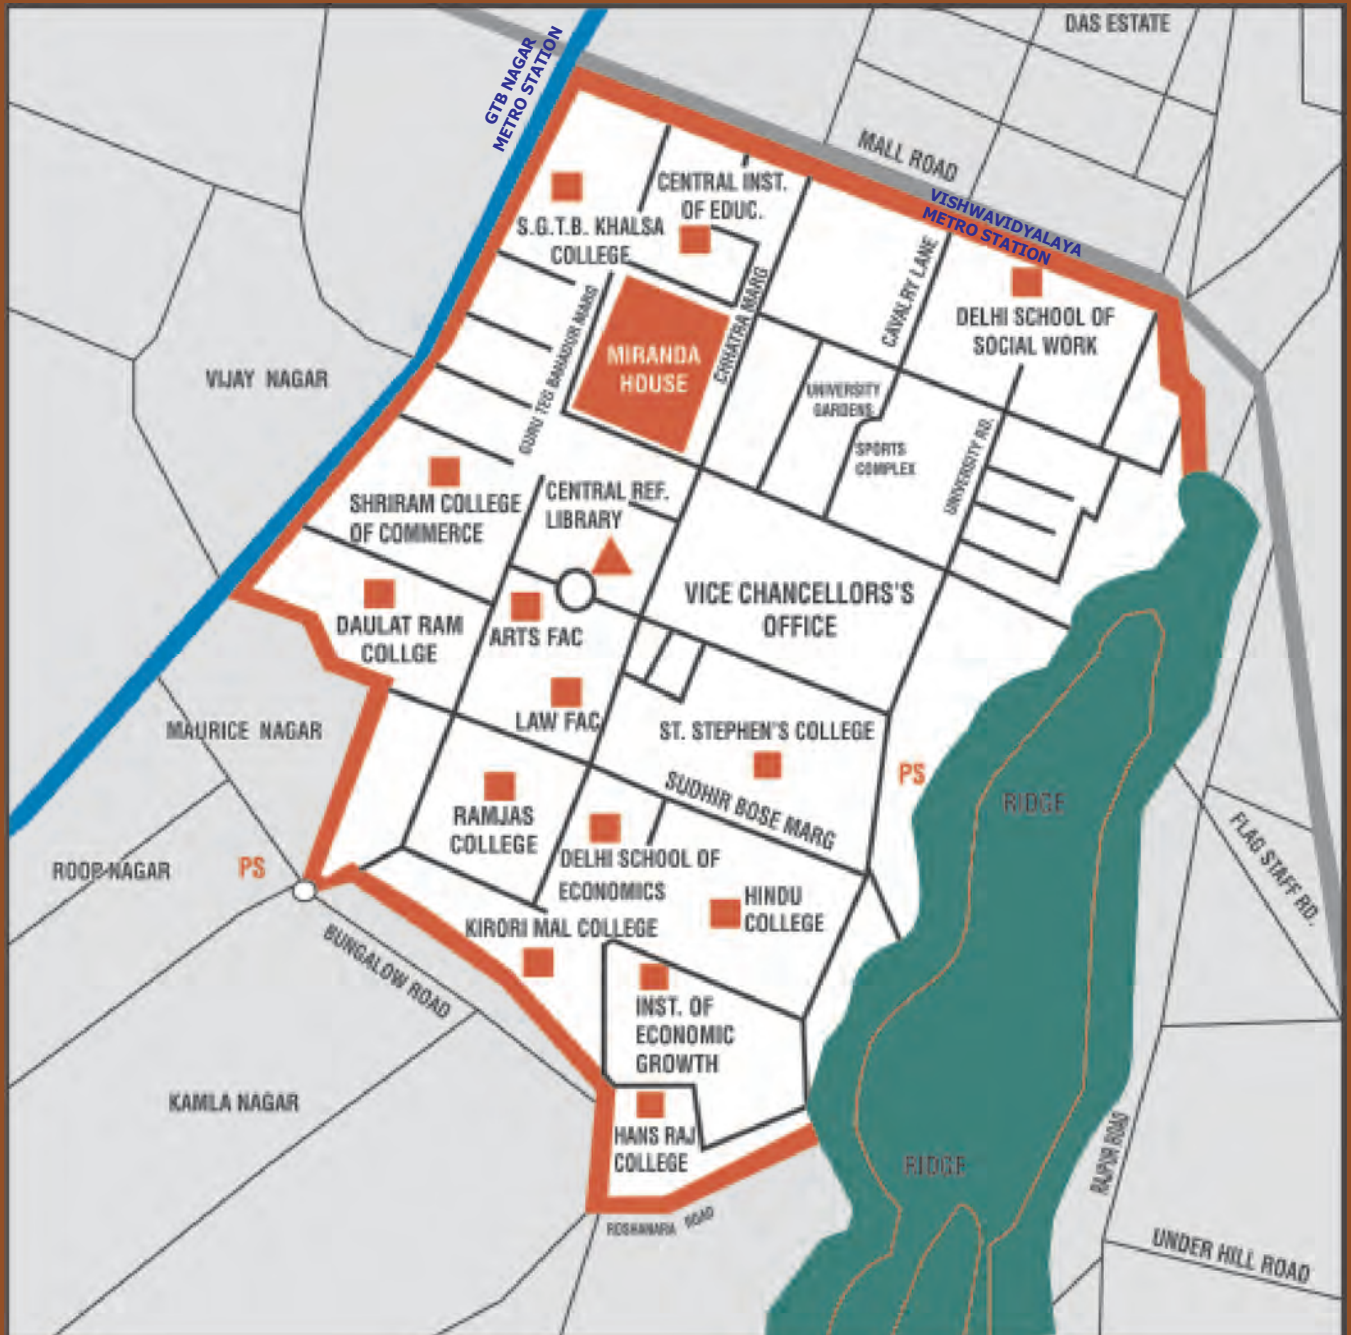 DAS ESTATE
GTB NAGAR
METRO STATION
MALL ROAD
VISHWAVIDYALAYA
METRO STATION
CENTRAL INST.
OF EDUC.
S.G.T.B. KHALSA
COLLEGE
CAVALRY LANE
CHHATRA MARG
GURU TEG BAHADUR MARG
DELHI SCHOOL OF
SOCIAL WORK
MIRANDA
HOUSE
VIJAY NAGAR
UNIVERSITY
GARDENS
SPORTS
COMPLEX
UNIVERSITY RD.
SHRIRAM COLLEGE
OF COMMERCE
CENTRAL REF.
LIBRARY
VICE CHANCELLORS'S
OFFICE
DAULAT RAM
COLLGE
ARTS FAC
LAW FAC
MAURICE NAGAR
ST. STEPHEN'S COLLEGE
PS
RIDGE
SUDHIR BOSE MARG
RAMJAS
COLLEGE
FLAG STAFF RD.
DELHI SCHOOL OF
ECONOMICS
ROOP NAGAR
PS
HINDU
COLLEGE
KIRORI MAL COLLEGE
BUNGALOW ROAD
INST. OF
ECONOMIC
GROWTH
KAMLA NAGAR
HANS RAJ
COLLEGE
RIDGE
RAJPUR ROAD
ROSHANARA ROAD
UNDER HILL ROAD